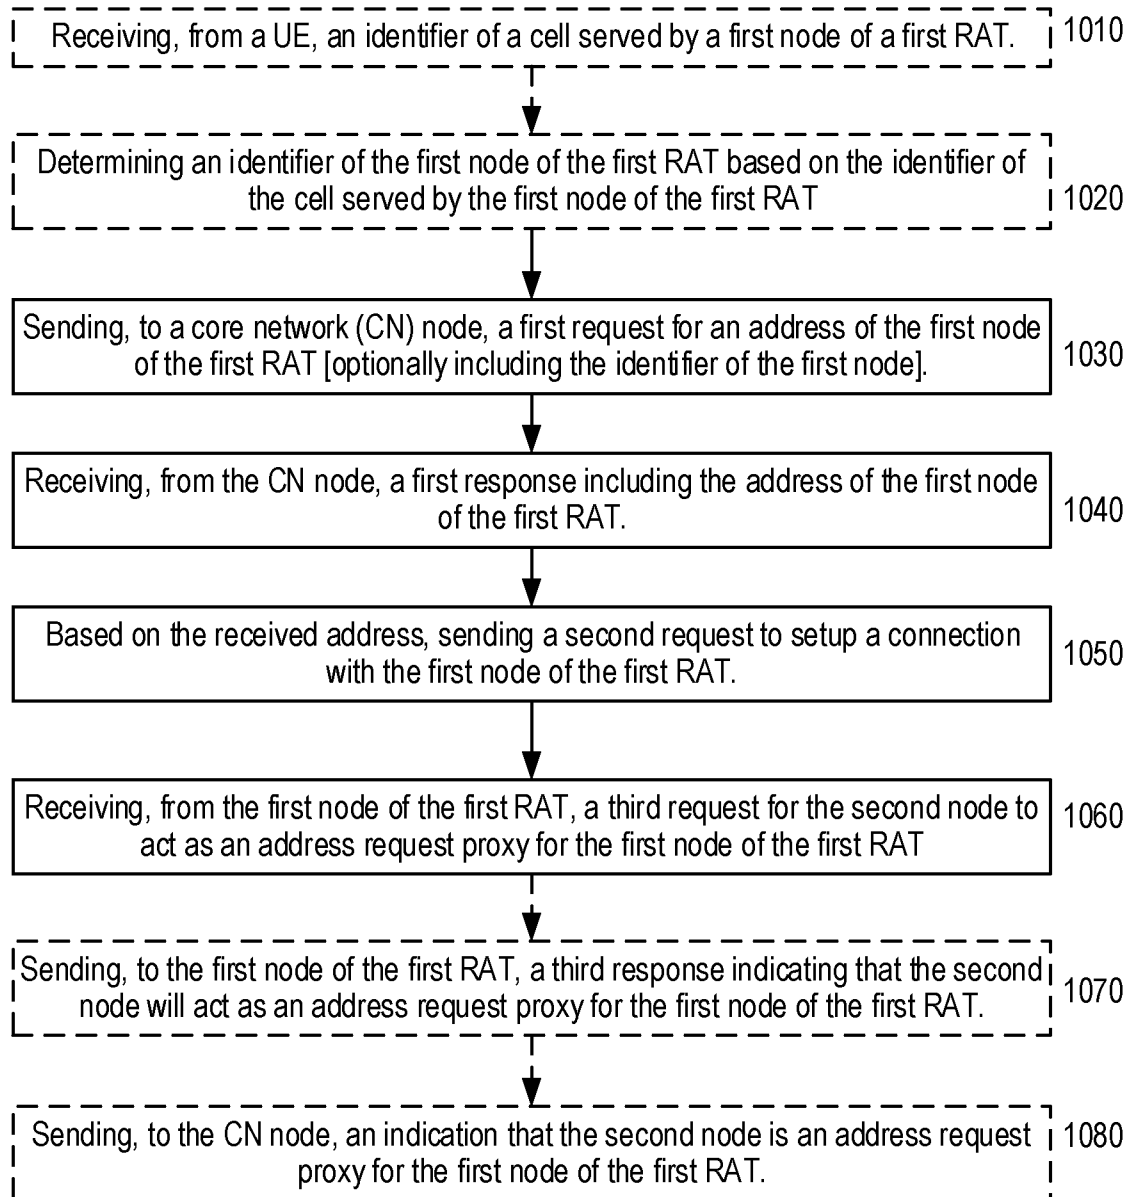 Receiving, from a UE, an identifier of a cell served by a first node of a first RAT.
1010
Determining an identifier of the first node of the first RAT based on the identifier of
the cell served by the first node of the first RAT
1020
Sending, to a core network (CN) node, a first request for an address of the first node
of the first RAT [optionally including the identifier of the first node].
1030
Receiving, from the CN node, a first response including the address of the first node
of the first RAT.
1040
Based on the received address, sending a second request to setup a connection
with the first node of the first RAT.
1050
Receiving, from the first node of the first RAT, a third request for the second node to
act as an address request proxy for the first node of the first RAT
1060
Sending, to the first node of the first RAT, a third response indicating that the second
node will act as an address request proxy for the first node of the first RAT.
1070
Sending, to the CN node, an indication that the second node is an address request
proxy for the first node of the first RAT.
1080